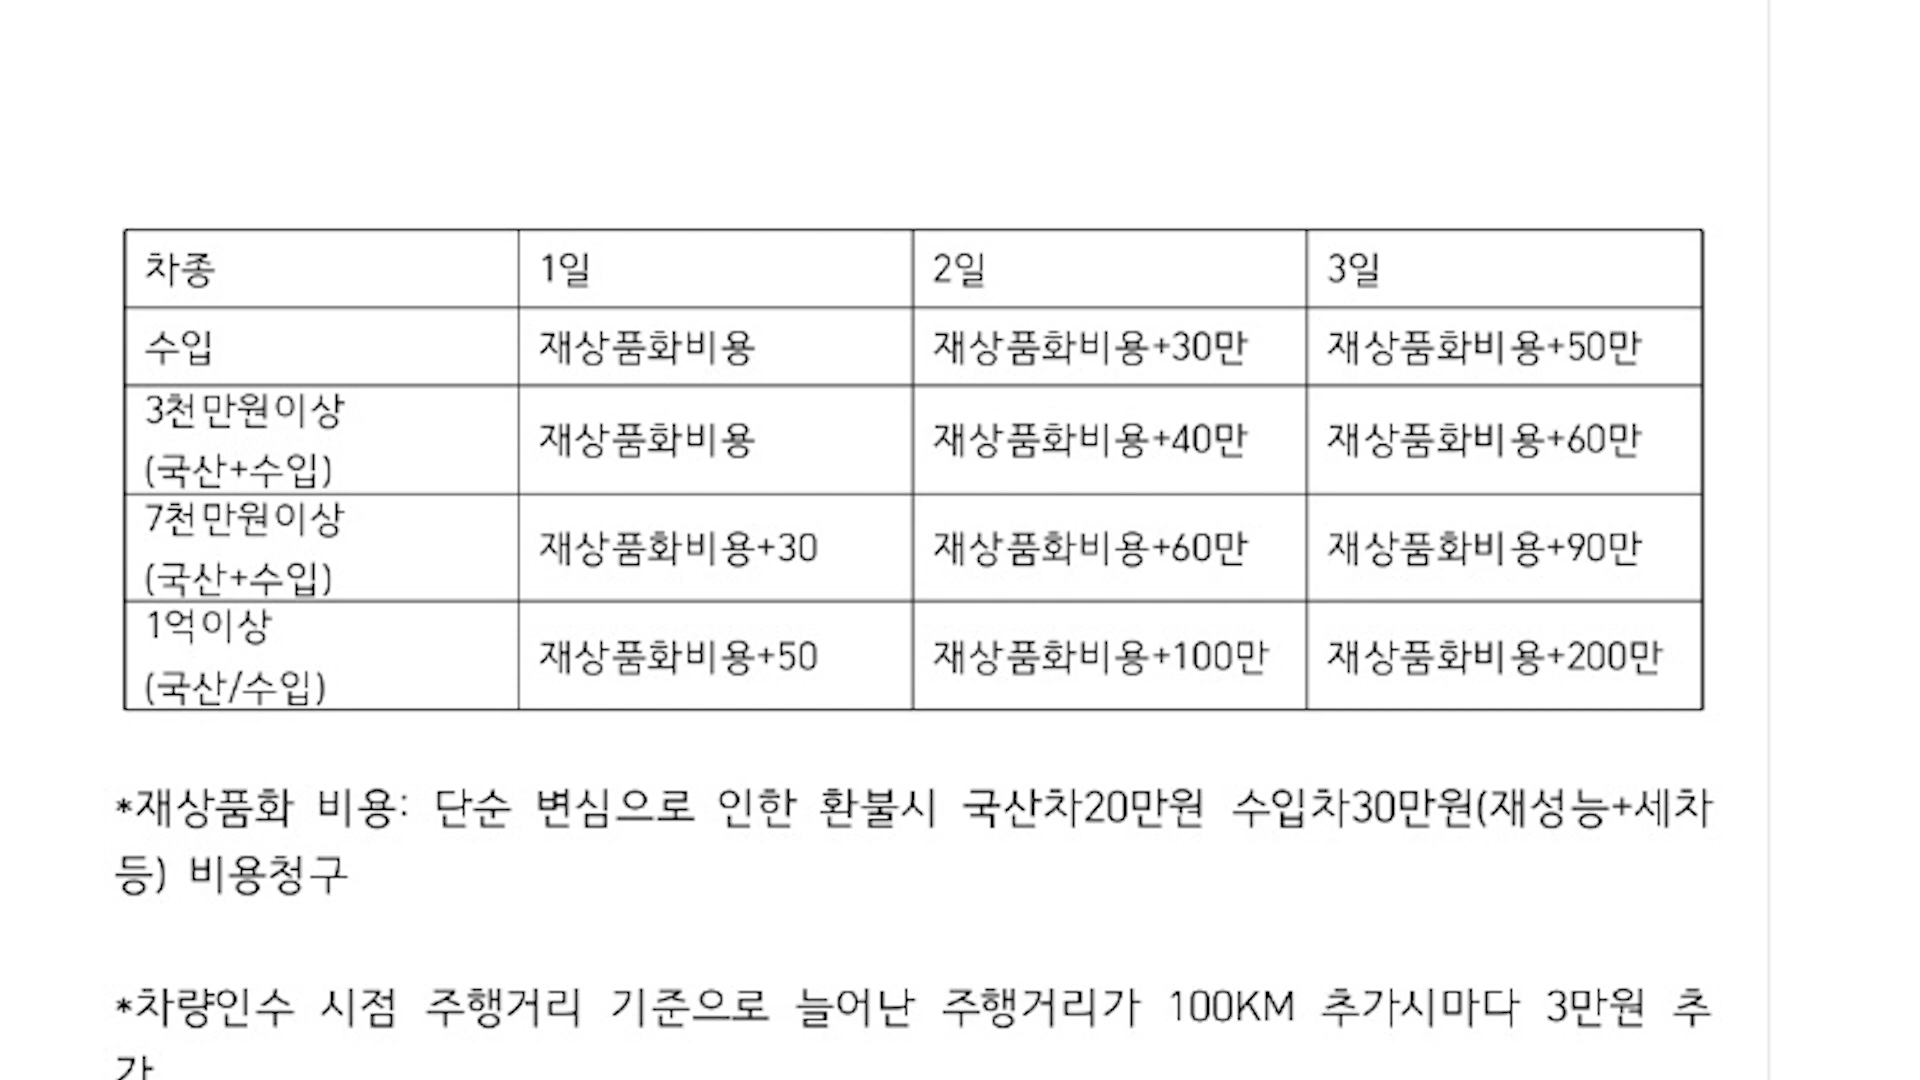 차종 1일 2일 3일
수입 재상품화비용 재상품화비용+30만 재상품화비용+50만
3천만원이상
(국산+수입) 재상품화비용 재상품화비용+40만 재상품화비용+60만
7천만원이상
(국산+수입) 재상품화비용+30 재상품화비용+60만 재상품화비용+90만
1억이상
(국산/수입) 재상품화비용+50 재상품화비용+100만 재상품화비용+200만
*재상품화 비용: 단순 변심으로 인한 환불시 국산차20만원 수입차30만원(재성능+세차
등) 비용청구
*차량인수 시점 주행거리 기준으로 늘어난 주행거리가 100KM 추가시마다 3만원 추
가